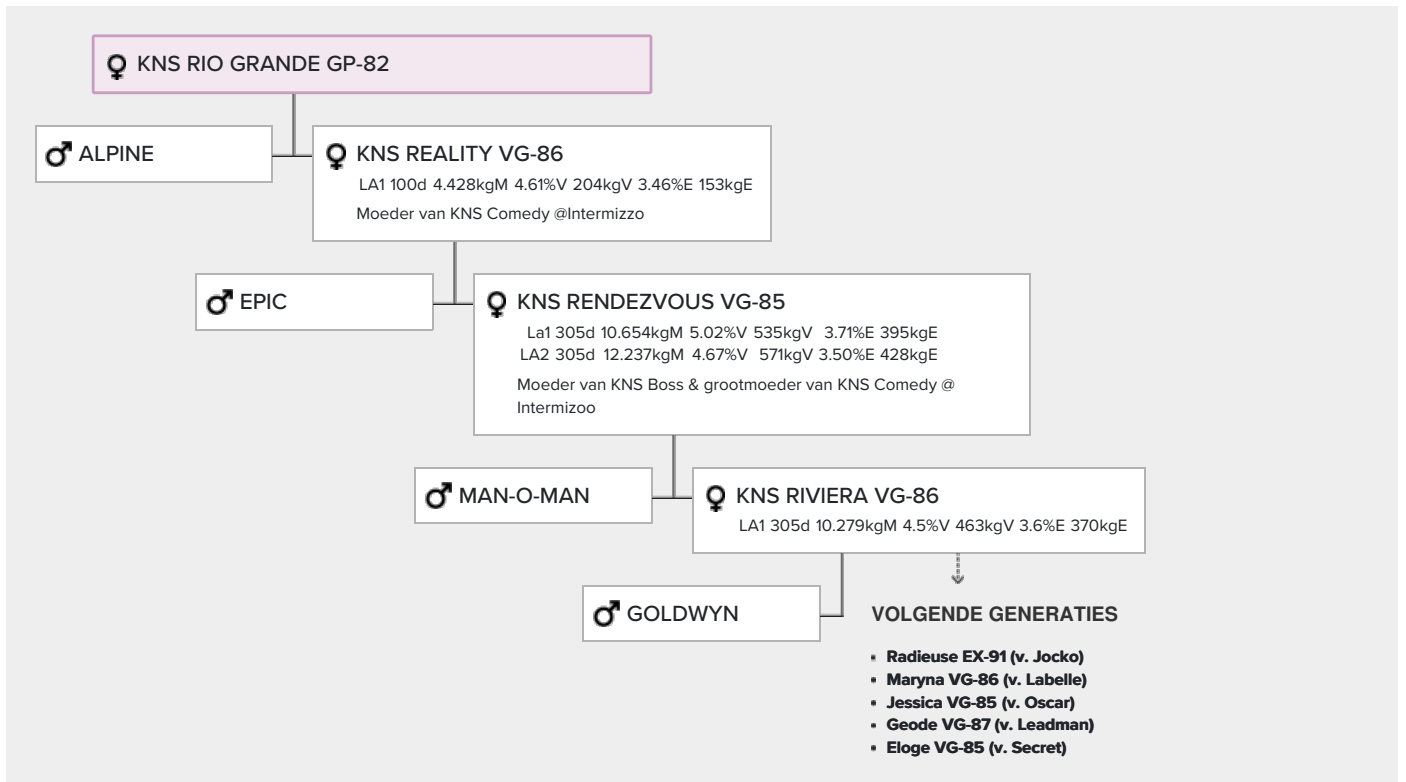 KNS RIO GRANDE GP-82
ALPINE
KNS REALITY VG-86
LA1 100d 4.428kgM 4.61%V 204kgV 3.46%E 153kgE
Moeder van KNS Comedy @Intermizzo
EPIC
KNS RENDEZVOUS VG-85
La1 305d 10.654kgM 5.02%V 535kgV 3.71%E 395kgE
LA2 305d 12.237kgM 4.67%V 571kgV 3.50%E 428kgE
Moeder van KNS Boss & grootmoeder van KNS Comedy @
Intermizoo
MAN-O-MAN
KNS RIVIERA VG-86
LA1 305d 10.279kgM 4.5%V 463kgV 3.6%E 370kgE
GOLDWYN
VOLGENDE GENERATIES
Radieuse EX-91 (v. Jocko)
Maryna VG-86 (v. Labelle)
Jessica VG-85 (v. Oscar)
Geode VG-87 (v. Leadman)
Eloge VG-85 (v. Secret)